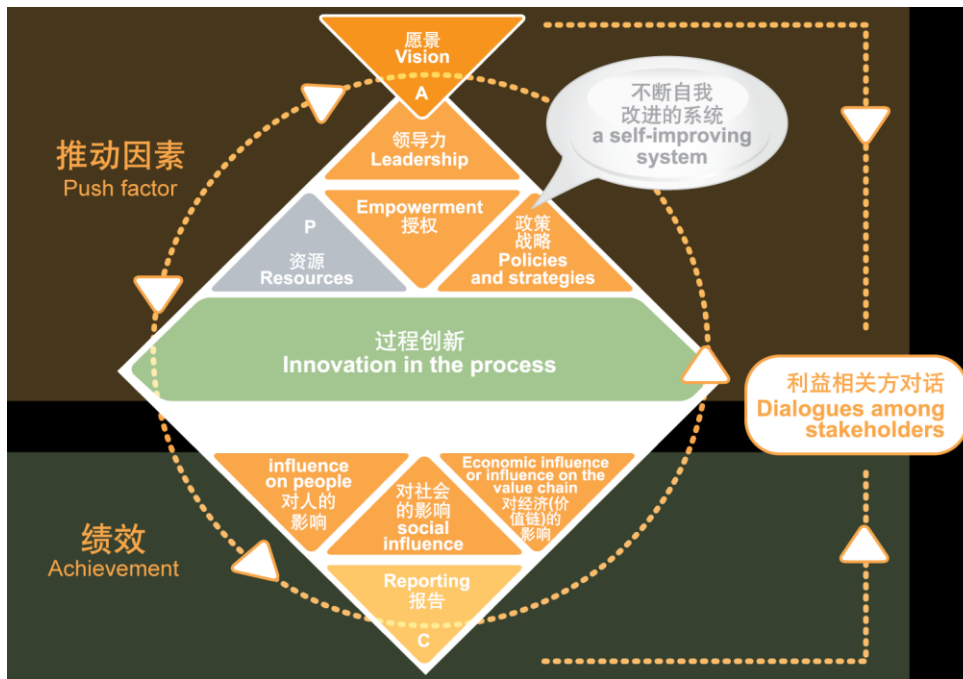 愿景
Vision
A
不断自我
改进的系统
a self-improving
system
领导力
Leadership
推动因素
Push factor
Empowerment
授权
P
资源
Resources
政策
战略
Policies
and strategies
过程创新
Innovation in the process
利益相关方对话
Dialogues among
stakeholders
influence
on people
对人的
影响
对社会
的影响
social
influence
Economic influence
or influence on the
value chain
对经济(价
值链)的
影响
绩效
Achievement
Reporting
报告
C